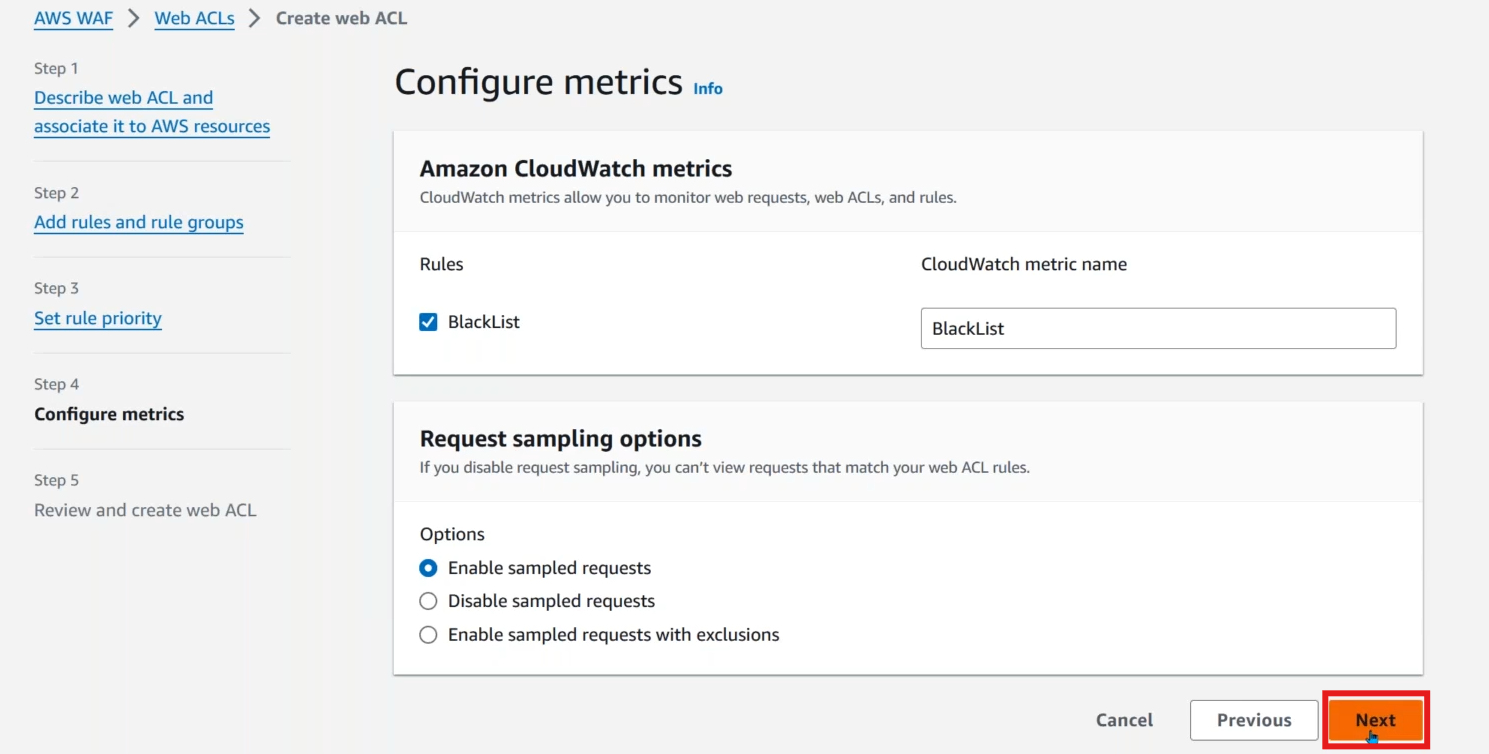 AWS WAF > Web ACLs > Create web ACL
Step 1
Describe web ACL and
associate it to AWS resources
Step 2
Add rules and rule groups
Step 3
Set rule priority
Step 4
Configure metrics
Step 5
Review and create web ACL
Configure metrics Info
Amazon CloudWatch metrics
CloudWatch metrics allow you to monitor web requests, web ACLs, and rules.
Rules
CloudWatch metric name
BlackList
BlackList
Request sampling options
If you disable request sampling, you can't view requests that match your web ACL rules.
Options
Enable sampled requests
Disable sampled requests
Enable sampled requests with exclusions
Cancel
Previous
Next